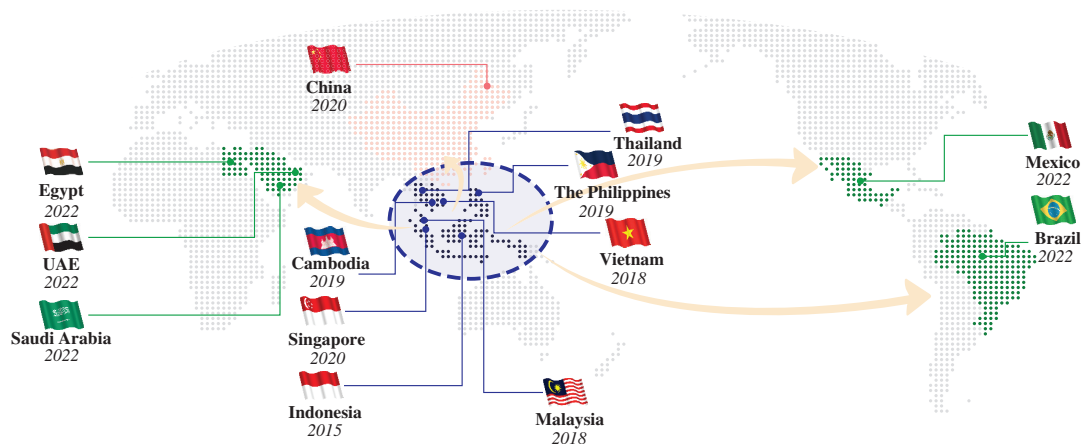 China
2020
Thailand
2019
The Philippines
2019
Vietnam
2018
Egypt
2022
UAE
2022
Saudi Arabia
2022
Cambodia
2019
Singapore
2020
Indonesia
2015
Malaysia
2018
Mexico
2022
Brazil
2022